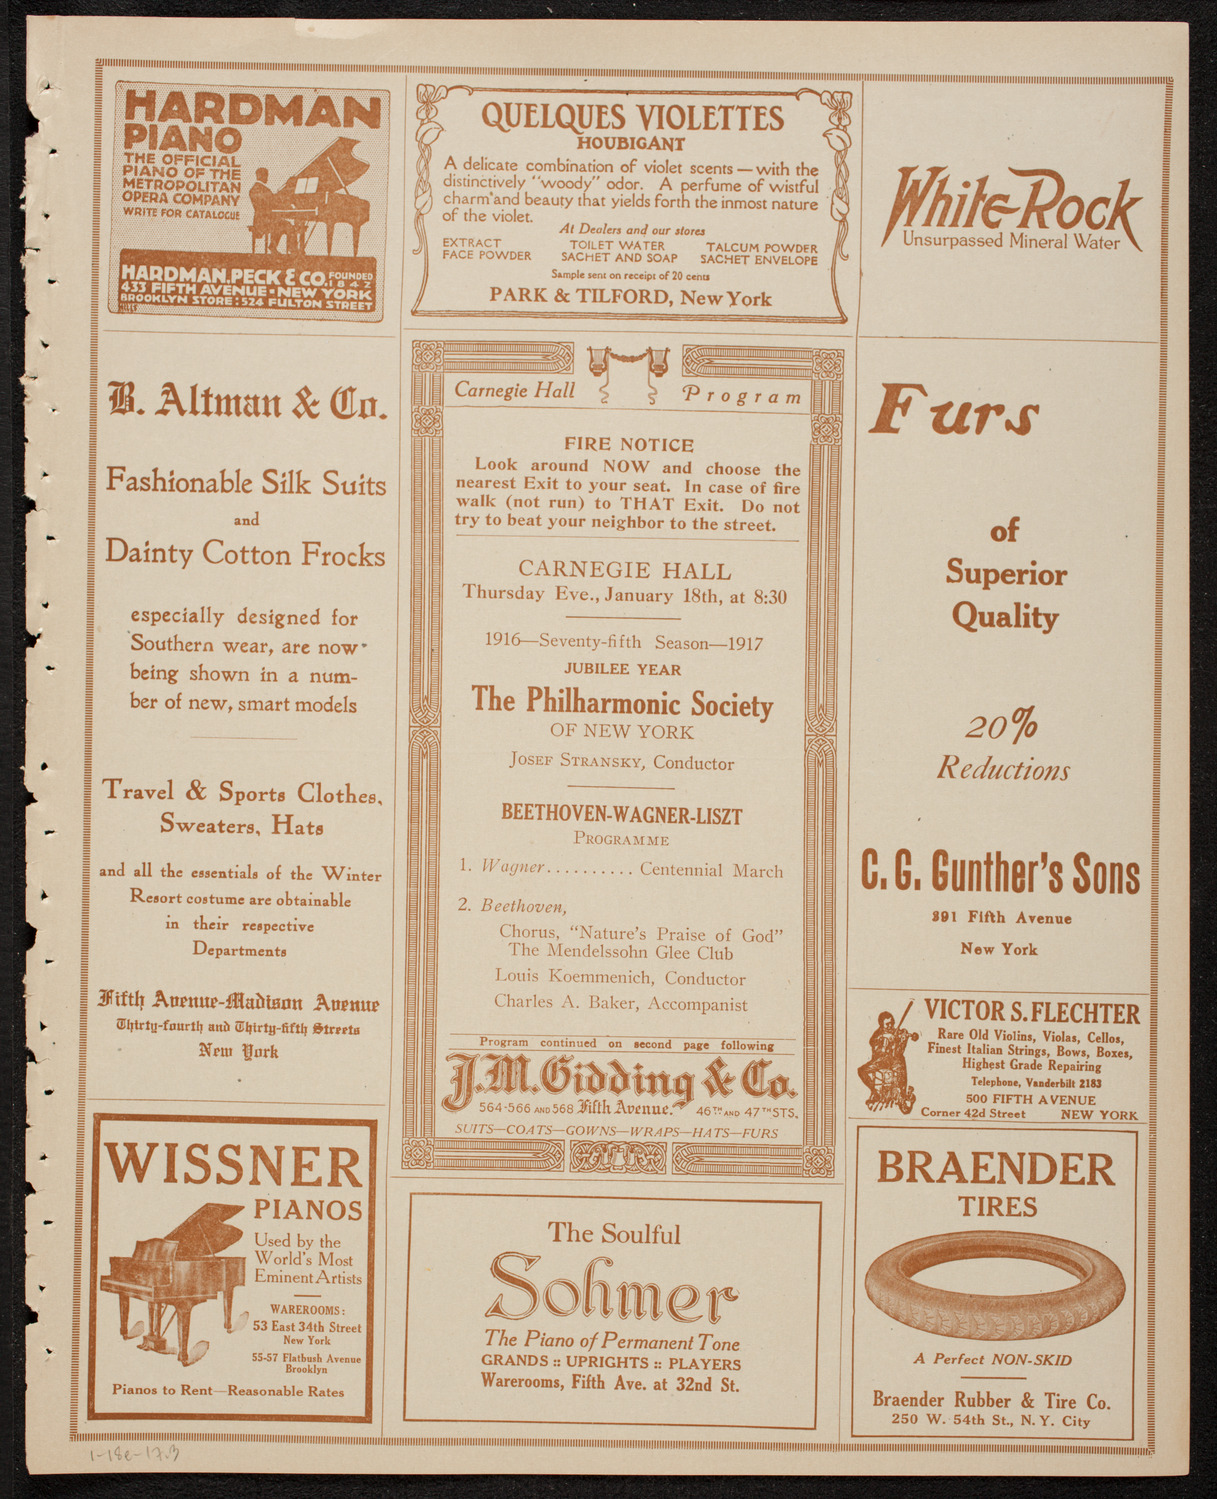 HARDMAN
PIANO
THE OFFICIAL
PIANO OF THE
METROPOLITAN
OPERA COMPANY
WRITE FOR CATALOGUE
HARDMAN, PECK & CO. FOUNDED 1842
433 FIFTH AVENUE • NEW YORK
BROOKLYN STORE: 524 FULTON STREET
QUELQUES VIOLETTES
HOUBIGANT
A delicate combination of violet scents — with the
distinctively "woody" odor. A perfume of wistful
charm and beauty that yields forth the inmost nature
of the violet.
At Dealers and our stores
EXTRACT TOILET WATER TALCUM POWDER
FACE POWDER SACHET AND SOAP SACHET ENVELOPE
Sample sent on receipt of 20 cents
PARK & TILFORD, New York
White-Rock
Unsurpassed Mineral Water
B. Altman & Co.
Fashionable Silk Suits
and
Dainty Cotton Frocks
especially designed for
Southern wear, are now
being shown in a num-
ber of new, smart models
Travel & Sports Clothes,
Sweaters, Hats
and all the essentials of the Winter
Resort costume are obtainable
in their respective
Departments
Fifth Avenue-Madison Avenue
Thirty-fourth and Thirty-fifth Streets
New York
Carnegie Hall Program
FIRE NOTICE
Look around NOW and choose the
nearest Exit to your seat. In case of fire
walk (not run) to THAT Exit. Do not
try to beat your neighbor to the street.
CARNEGIE HALL
Thursday Eve., January 18th, at 8:30
1916—Seventy-fifth Season—1917
JUBILEE YEAR
The Philharmonic Society
OF NEW YORK
JOSEF STRANSKY, Conductor
BEETHOVEN-WAGNER-LISZT
PROGRAMME
1. Wagner.......... Centennial March
2. Beethoven,
Chorus, "Nature's Praise of God"
The Mendelssohn Glee Club
Louis Koemmenich, Conductor
Charles A. Baker, Accompanist
Program continued on second page following
J.M. Gidding & Co.
564-566 AND 568 Fifth Avenue. 46TH AND 47TH STS.
SUITS—COATS—GOWNS—WRAPS—HATS—FURS
Furs
of
Superior
Quality
20%
Reductions
C. G. Gunther's Sons
391 Fifth Avenue
New York
VICTOR S. FLECHTER
Rare Old Violins, Violas, Cellos,
Finest Italian Strings, Bows, Boxes,
Highest Grade Repairing
Telephone, Vanderbilt 2183
500 FIFTH AVENUE
Corner 42d Street NEW YORK
WISSNER
PIANOS
Used by the
World's Most
Eminent Artists
WAREROOMS:
53 East 34th Street
New York
55-57 Flatbush Avenue
Brooklyn
Pianos to Rent—Reasonable Rates
The Soulful
Sohmer
The Piano of Permanent Tone
GRANDS :: UPRIGHTS :: PLAYERS
Warerooms, Fifth Ave. at 32nd St.
BRAENDER
TIRES
A Perfect NON-SKID
Braender Rubber & Tire Co.
250 W. 54th St., N. Y. City